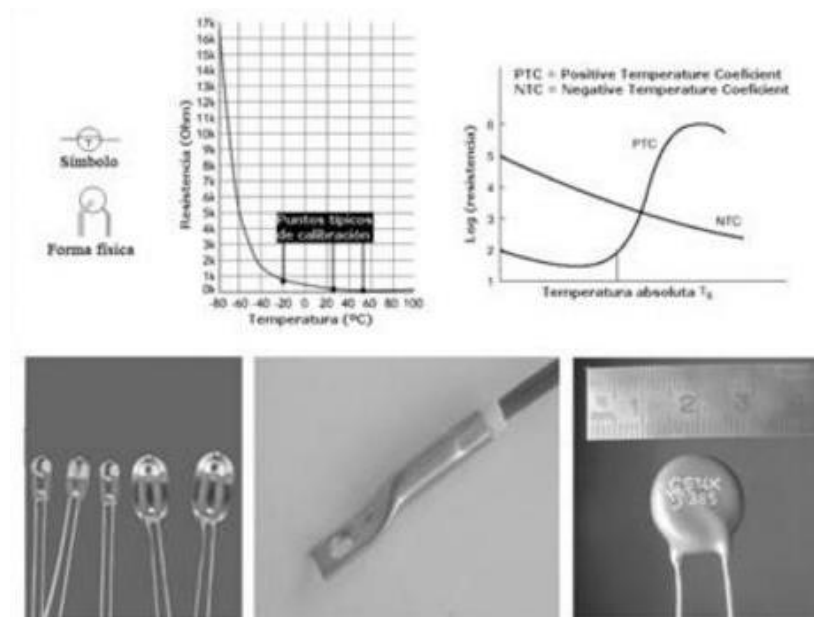 T
Símbolo
Forma física
Resistencia (Ohm)
17k
16k
15k
14k
13k
12k
11k
10k
9k
8k
7k
6k
5k
4k
3k
2k
1k
0k
Puntos típicos
de calibración
-80 -60 -40 -20 0 20 40 60 80 100
Temperatura (ºC)
PTC = Positive Temperature Coeficient
NTC = Negative Temperature Coeficient
Log (resistencia)
6
5
4
3
2
1
PTC
NTC
Temperatura absoluta
1 2 3